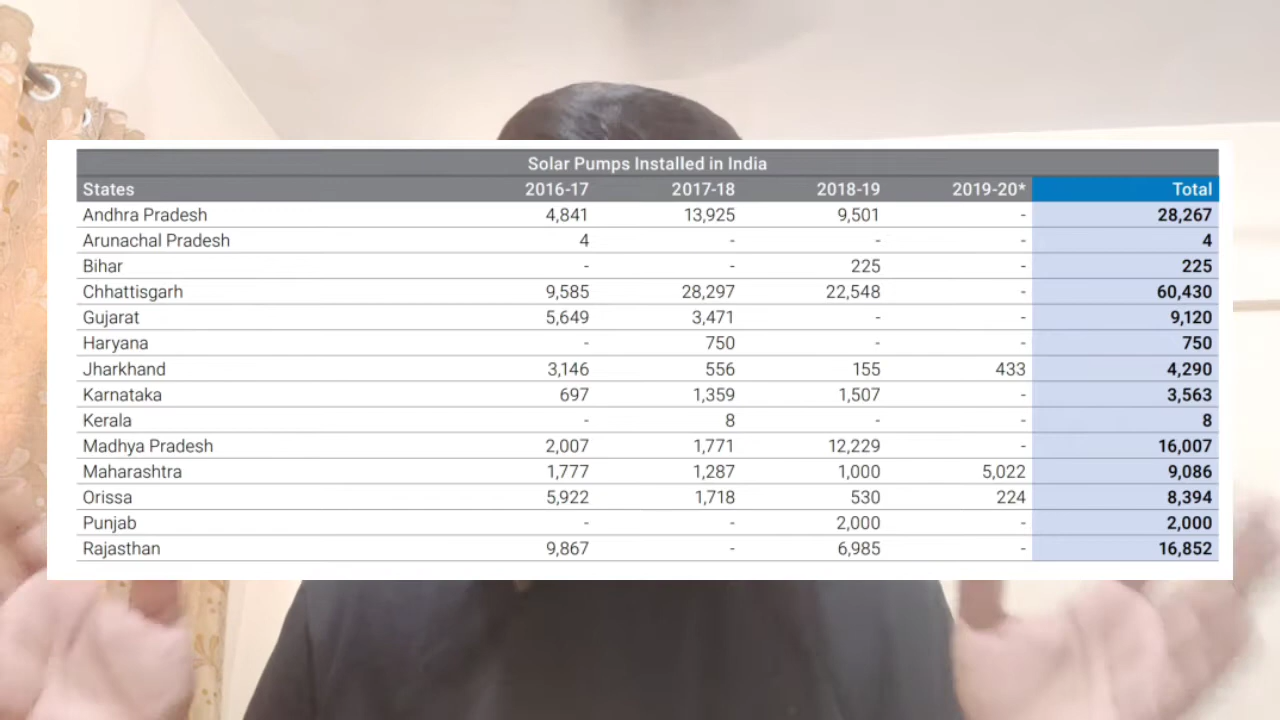 Solar Pumps Installed in India
States 2016-17 2017-18 2018-19 2019-20* Total
Andhra Pradesh 4,841 13,925 9,501 - 28,267
Arunachal Pradesh 4 - - - 4
Bihar - - 225 - 225
Chhattisgarh 9,585 28,297 22,548 - 60,430
Gujarat 5,649 3,471 - - 9,120
Haryana - 750 - - 750
Jharkhand 3,146 556 155 433 4,290
Karnataka 697 1,359 1,507 - 3,563
Kerala - 8 - - 8
Madhya Pradesh 2,007 1,771 12,229 - 16,007
Maharashtra 1,777 1,287 1,000 5,022 9,086
Orissa 5,922 1,718 530 224 8,394
Punjab - - 2,000 - 2,000
Rajasthan 9,867 - 6,985 - 16,852